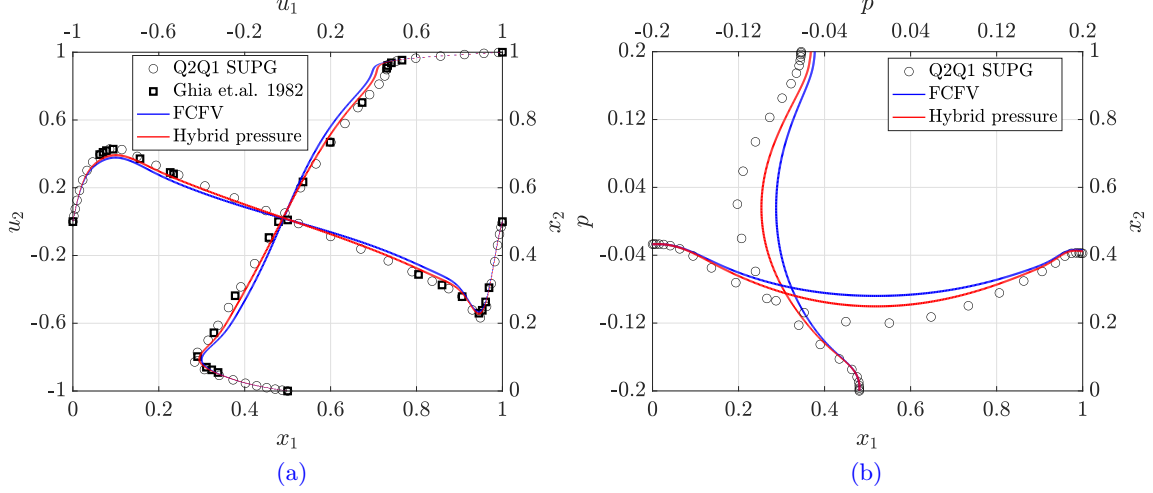 u₁ p
-1 -0.6 -0.2 0.2 0.6 1 -0.2 -0.12 -0.04 0.04 0.12 0.2
1 1 0.2 1
Q2Q1 SUPG Q2Q1 SUPG
Ghia et.al. 1982 FCFV
FCFV Hybrid pressure
Hybrid pressure
0.6 0.8 0.12 0.8
0.2 0.6 0.04 0.6
u₂ x₂ p x₂
-0.2 0.4 -0.04 0.4
-0.6 0.2 -0.12 0.2
-1 0 -0.2 0
0 0.2 0.4 0.6 0.8 1 0 0.2 0.4 0.6 0.8 1
x₁ x₁
(a) (b)